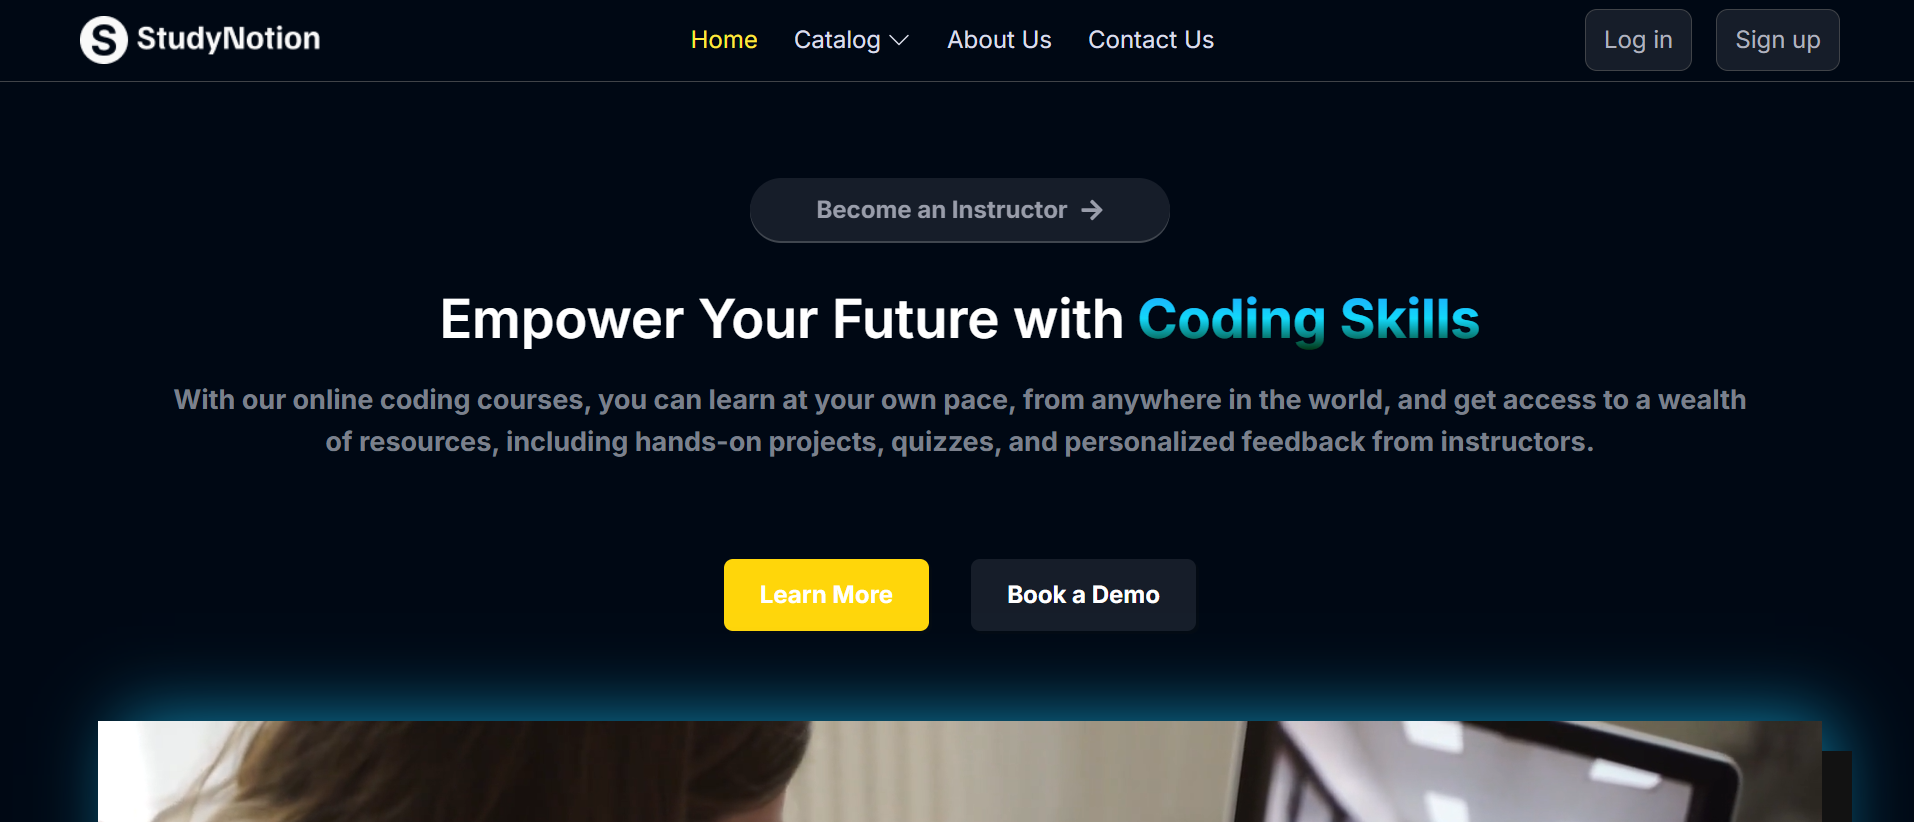 StudyNotion
Home
Catalog
About Us
Contact Us
Log in
Sign up
Become an Instructor
Empower Your Future with Coding Skills
With our online coding courses, you can learn at your own pace, from anywhere in the world, and get access to a wealth
of resources, including hands-on projects, quizzes, and personalized feedback from instructors.
Learn More
Book a Demo